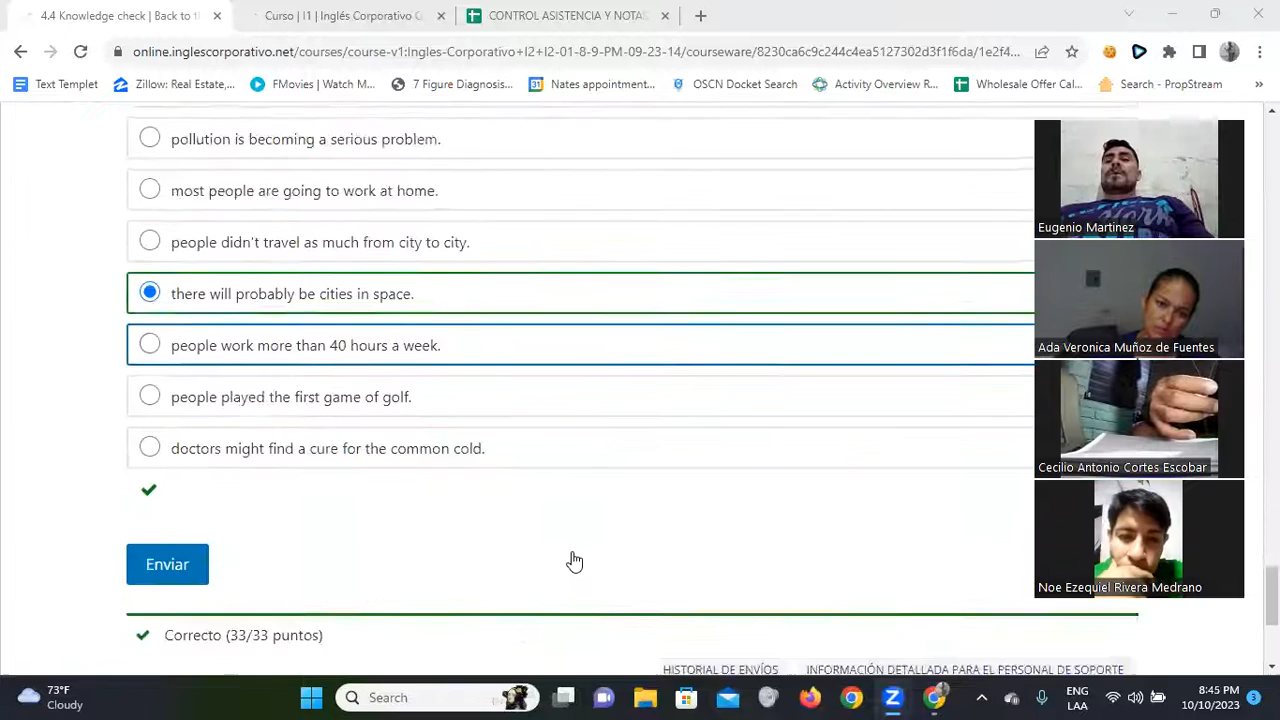 4.4 Knowledge check | Back to t
Curso | I1 | Inglés Corporativo
CONTROL ASISTENCIA Y NOTAS
online.inglescorporativo.net/courses/course-v1:Ingles-Corporativo+I2+I2-01-8-9-PM-09-23-14/courseware/8230ca6c9c244c4ea5127302d3f1f6da/1e2f4...
Text Templet
Zillow: Real Estate,...
FMovies | Watch M...
7 Figure Diagnosis...
Nates appointment...
OSCN Docket Search
Activity Overview R...
Wholesale Offer Cal...
Search - PropStream
pollution is becoming a serious problem.
most people are going to work at home.
people didn't travel as much from city to city.
there will probably be cities in space.
people work more than 40 hours a week.
people played the first game of golf.
doctors might find a cure for the common cold.
Enviar
Correcto (33/33 puntos)
HISTORIAL DE ENVÍOS
INFORMACIÓN DETALLADA PARA EL PERSONAL DE SOPORTE
Eugenio Martinez
Ada Veronica Muñoz de Fuentes
Cecilio Antonio Cortes Escobar
Noe Ezequiel Rivera Medrano
73°F
Cloudy
Search
ENG
LAA
8:45 PM
10/10/2023
3